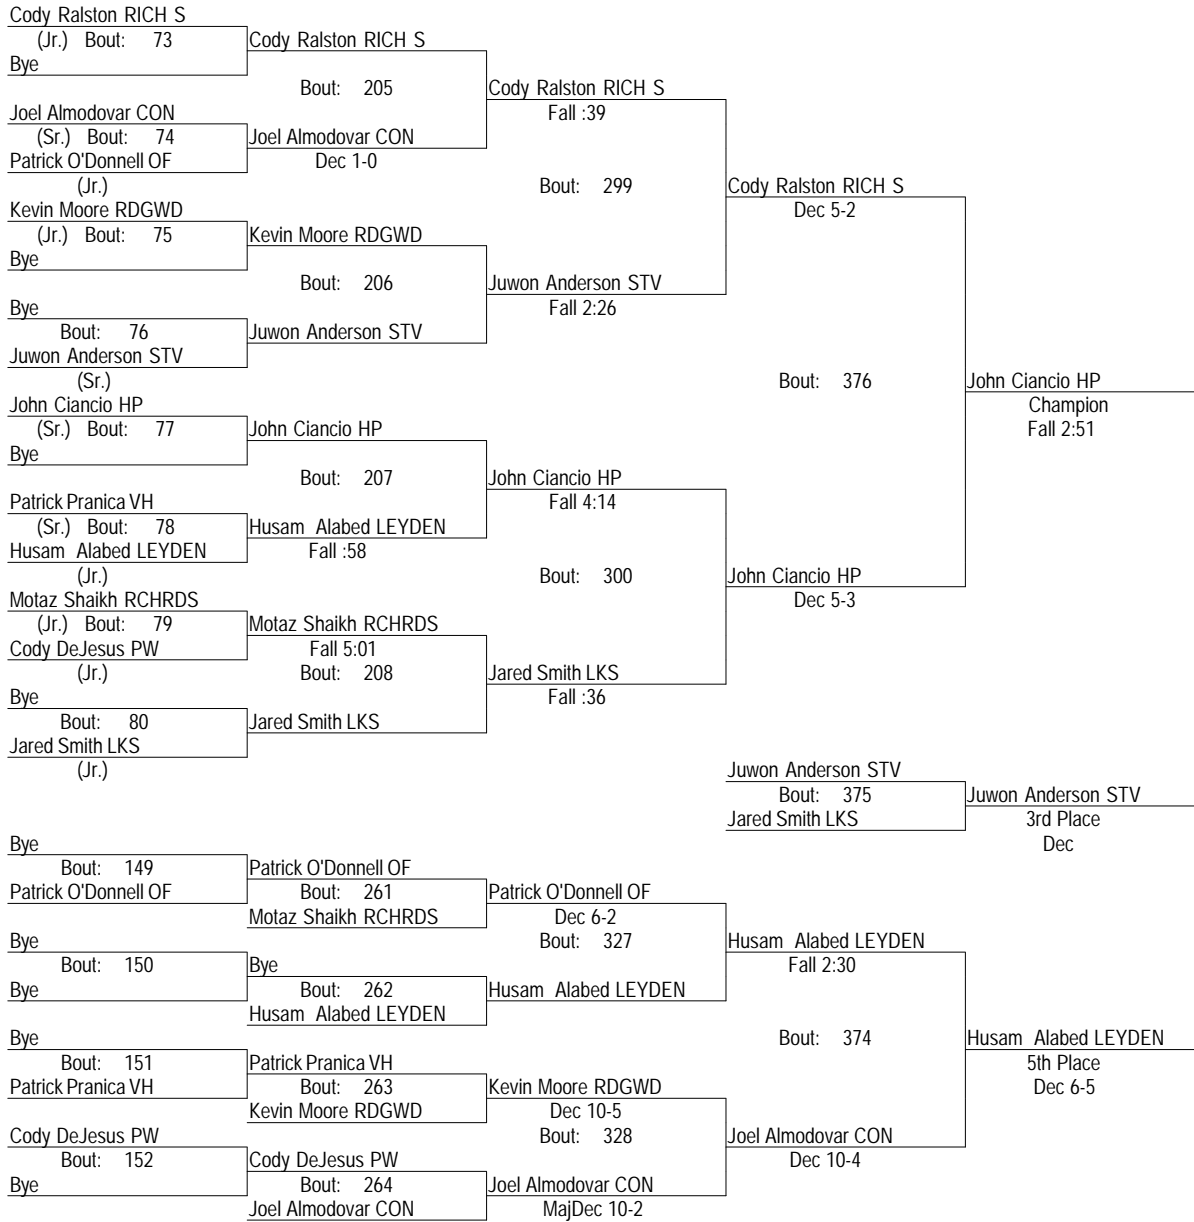 Cody Ralston RICH S
(Jr.) Bout: 73
Cody Ralston RICH S
Bye
Bout: 205
Cody Ralston RICH S
Joel Almodovar CON
Fall :39
(Sr.) Bout: 74
Joel Almodovar CON
Patrick O'Donnell OF
Dec 1-0
(Jr.)
Bout: 299
Cody Ralston RICH S
Kevin Moore RDGWD
Dec 5-2
(Jr.) Bout: 75
Kevin Moore RDGWD
Bye
Bout: 206
Juwon Anderson STV
Bye
Fall 2:26
Bout: 76
Juwon Anderson STV
Juwon Anderson STV
(Sr.)
Bout: 376
John Ciancio HP
John Ciancio HP
Champion
(Sr.) Bout: 77
John Ciancio HP
Fall 2:51
Bye
Bout: 207
John Ciancio HP
Patrick Pranica VH
Fall 4:14
(Sr.) Bout: 78
Husam Alabed LEYDEN
Husam Alabed LEYDEN
Fall :58
(Jr.)
Bout: 300
John Ciancio HP
Motaz Shaikh RCHRDS
Dec 5-3
(Jr.) Bout: 79
Motaz Shaikh RCHRDS
Cody DeJesus PW
Fall 5:01
(Jr.)
Bout: 208
Jared Smith LKS
Bye
Fall :36
Bout: 80
Jared Smith LKS
Jared Smith LKS
(Jr.)
Juwon Anderson STV
Bout: 375
Juwon Anderson STV
Jared Smith LKS
3rd Place
Dec
Bye
Bout: 149
Patrick O'Donnell OF
Patrick O'Donnell OF
Bout: 261
Patrick O'Donnell OF
Motaz Shaikh RCHRDS
Dec 6-2
Bye
Bout: 327
Husam Alabed LEYDEN
Bout: 150
Bye
Fall 2:30
Bye
Bout: 262
Husam Alabed LEYDEN
Husam Alabed LEYDEN
Bye
Bout: 374
Husam Alabed LEYDEN
Bout: 151
Patrick Pranica VH
5th Place
Patrick Pranica VH
Bout: 263
Kevin Moore RDGWD
Dec 6-5
Kevin Moore RDGWD
Dec 10-5
Cody DeJesus PW
Bout: 328
Joel Almodovar CON
Bout: 152
Cody DeJesus PW
Dec 10-4
Bye
Bout: 264
Joel Almodovar CON
Joel Almodovar CON
MajDec 10-2